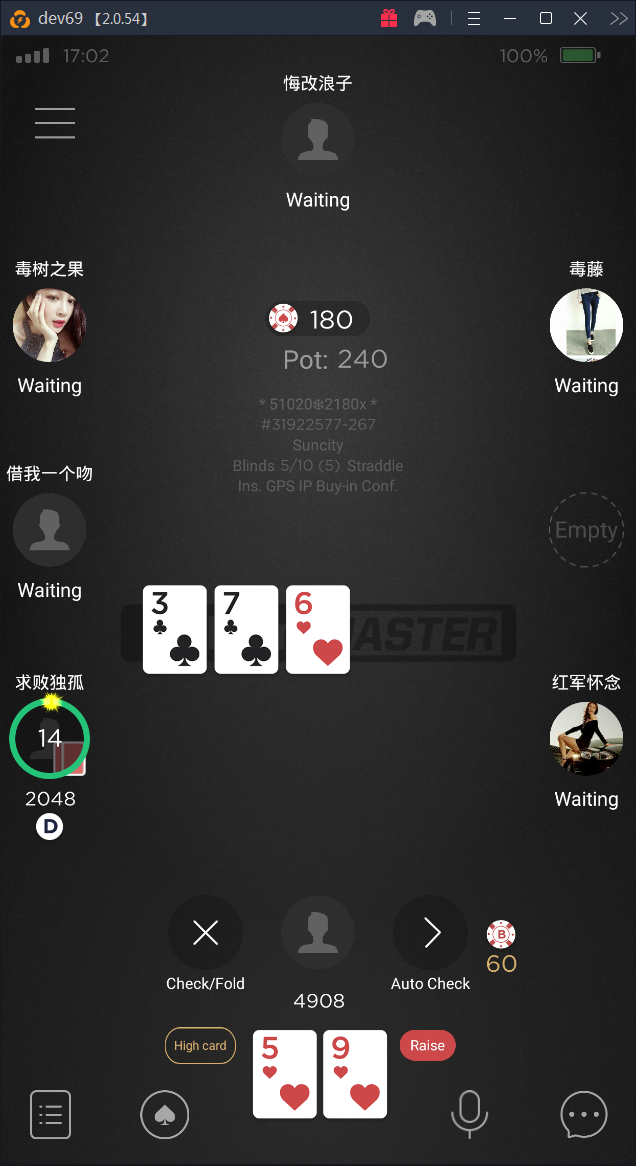 dev69 【2.0.54】
17:02
100%
悔改浪子
Waiting
毒树之果
Waiting
毒藤
Waiting
180
Pot: 240
* 51020❄2180x *
#31922577-267
Suncity
Blinds 5/10 (5) Straddle
Ins. GPS IP Buy-in Conf.
借我一个吻
Waiting
Empty
3
7
6
ASTER
求败独孤
14
2048
D
红军怀念
Waiting
Check/Fold
4908
Auto Check
B
60
High card
5
9
Raise